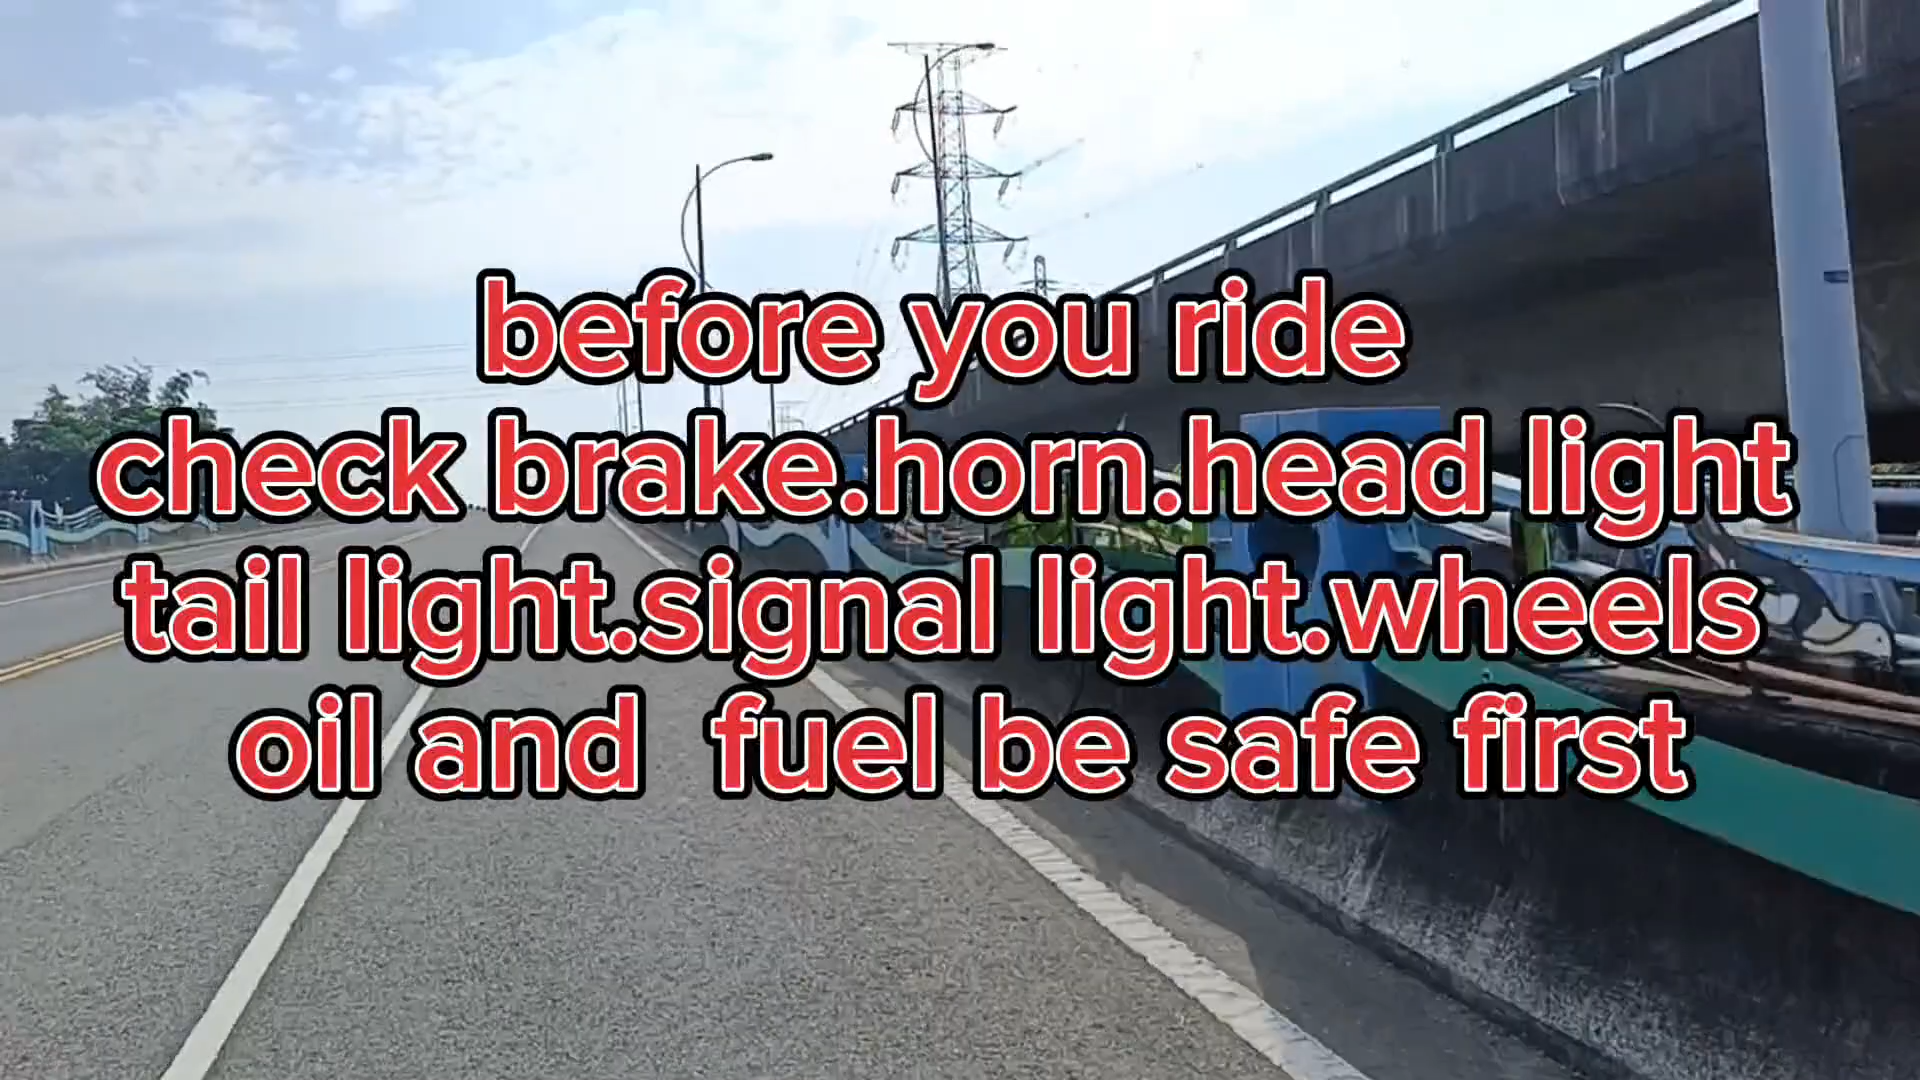 before you ride
check brake.horn.head light
tail light.signal light.wheels
oil and  fuel be safe first